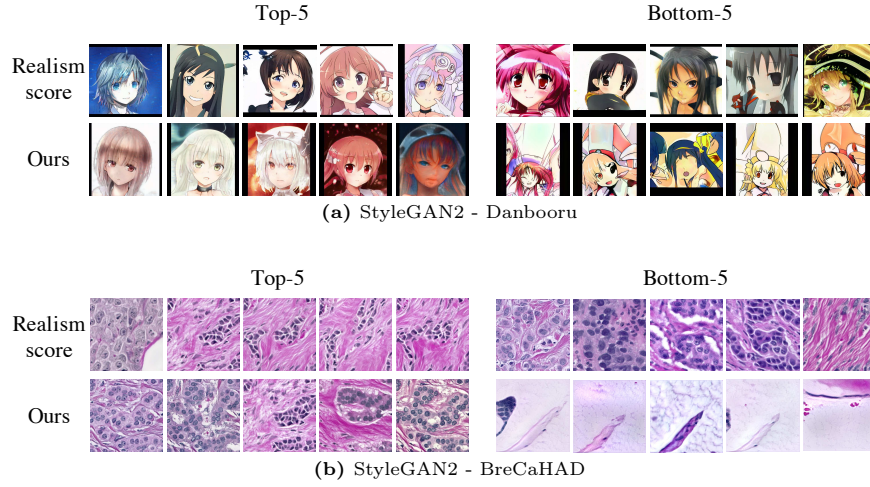 Top-5
Bottom-5
Realism
score
Ours
(a) StyleGAN2 - Danbooru
Top-5
Bottom-5
Realism
score
Ours
(b) StyleGAN2 - BreCaHAD